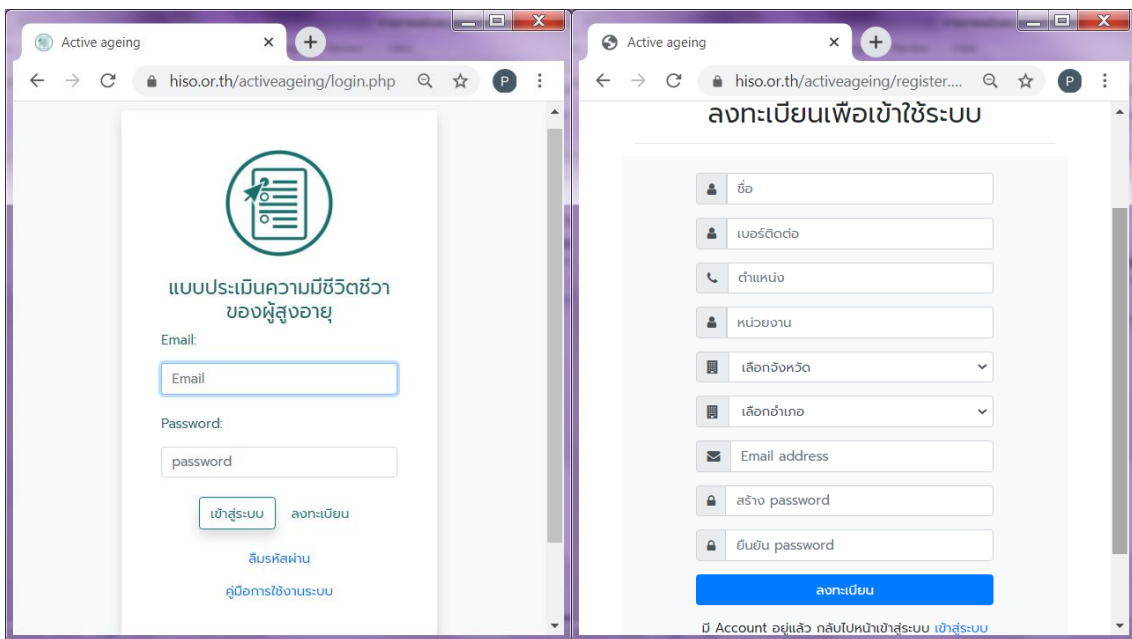 Active ageing
hiso.or.th/activeageing/login.php
P
แบบประเมินความมีชีวิตชีวา
ของผู้สูงอายุ
Email:
Email
Password:
password
เข้าสู่ระบบ ลงทะเบียน
ลืมรหัสผ่าน
คู่มือการใช้งานระบบ
Active ageing
hiso.or.th/activeageing/register....
P
ลงทะเบียนเพื่อเข้าใช้ระบบ
ชื่อ
เบอร์ติดต่อ
ตำแหน่ง
หน่วยงาน
เลือกจังหวัด
เลือกอำเภอ
Email address
สร้าง password
ยืนยัน password
ลงทะเบียน
มี Account อยู่แล้ว กลับไปหน้าเข้าสู่ระบบ เข้าสู่ระบบ